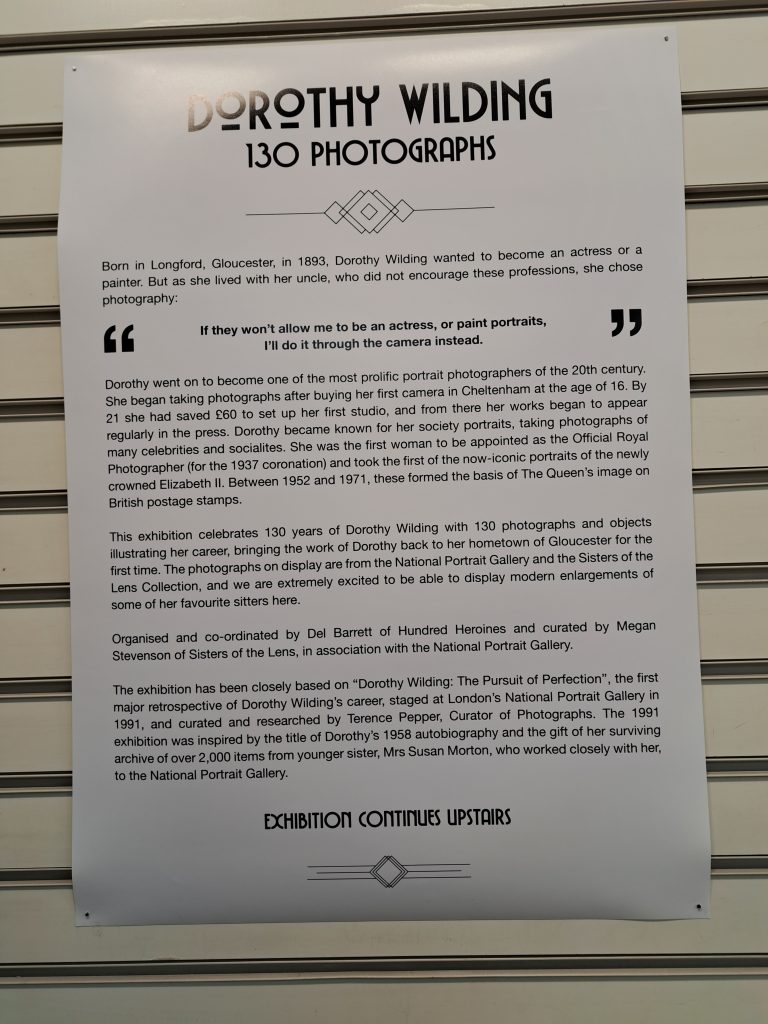 DOROTHY WILDING
130 PHOTOGRAPHS
Born in Longford, Gloucester, in 1893, Dorothy Wilding wanted to become an actress or a
painter. But as she lived with her uncle, who did not encourage these professions, she chose
photography:
“ If they won’t allow me to be an actress, or paint portraits, ”
I’ll do it through the camera instead.
Dorothy went on to become one of the most prolific portrait photographers of the 20th century.
She began taking photographs after buying her first camera in Cheltenham at the age of 16. By
21 she had saved £60 to set up her first studio, and from there her works began to appear
regularly in the press. Dorothy became known for her society portraits, taking photographs of
many celebrities and socialites. She was the first woman to be appointed as the Official Royal
Photographer (for the 1937 coronation) and took the first of the now-iconic portraits of the newly
crowned Elizabeth II. Between 1952 and 1971, these formed the basis of The Queen’s image on
British postage stamps.
This exhibition celebrates 130 years of Dorothy Wilding with 130 photographs and objects
illustrating her career, bringing the work of Dorothy back to her hometown of Gloucester for the
first time. The photographs on display are from the National Portrait Gallery and the Sisters of the
Lens Collection, and we are extremely excited to be able to display modern enlargements of
some of her favourite sitters here.
Organised and co-ordinated by Del Barrett of Hundred Heroines and curated by Megan
Stevenson of Sisters of the Lens, in association with the National Portrait Gallery.
The exhibition has been closely based on “Dorothy Wilding: The Pursuit of Perfection”, the first
major retrospective of Dorothy Wilding’s career, staged at London’s National Portrait Gallery in
1991, and curated and researched by Terence Pepper, Curator of Photographs. The 1991
exhibition was inspired by the title of Dorothy’s 1958 autobiography and the gift of her surviving
archive of over 2,000 items from younger sister, Mrs Susan Morton, who worked closely with her,
to the National Portrait Gallery.
EXHIBITION CONTINUES UPSTAIRS